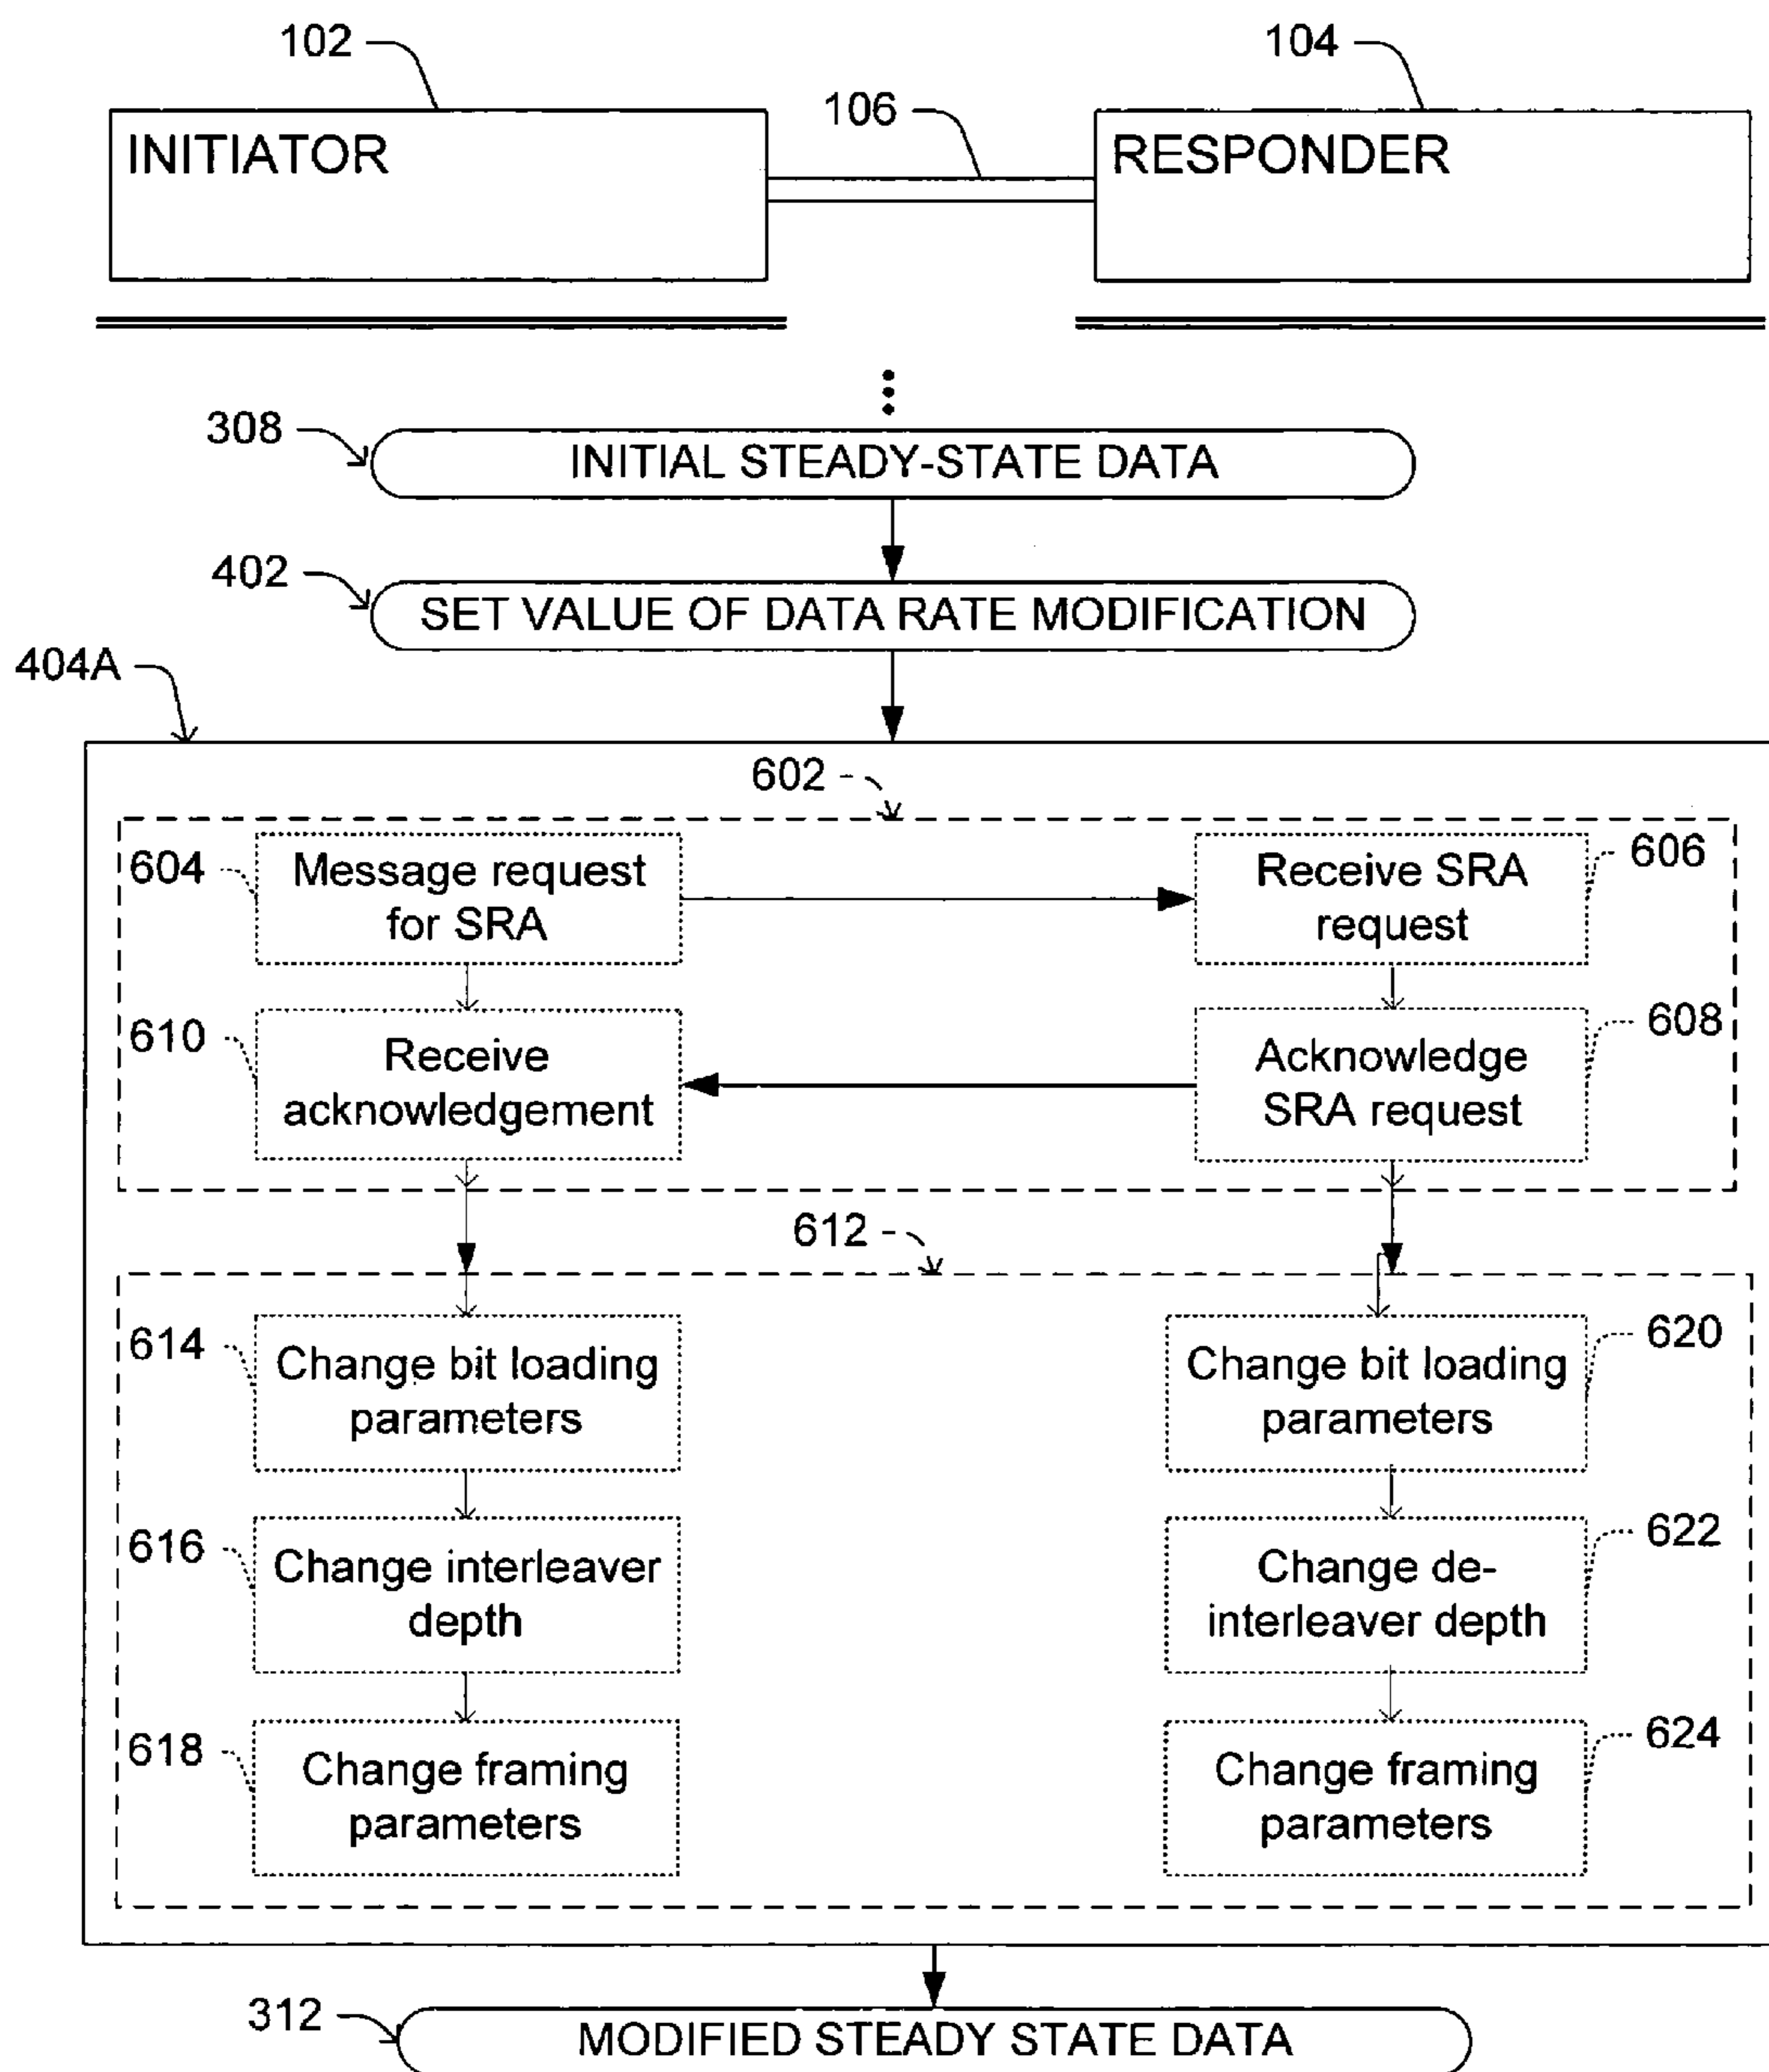 102
104
106
INITIATOR
RESPONDER
308
INITIAL STEADY-STATE DATA
402
SET VALUE OF DATA RATE MODIFICATION
404A
602
604
Message request
for SRA
Receive SRA
request
606
610
Receive
acknowledgement
Acknowledge
SRA request
608
612
614
Change bit loading
parameters
Change bit loading
parameters
620
616
Change interleaver
depth
Change de-
interleaver depth
622
618
Change framing
parameters
Change framing
parameters
624
312
MODIFIED STEADY STATE DATA